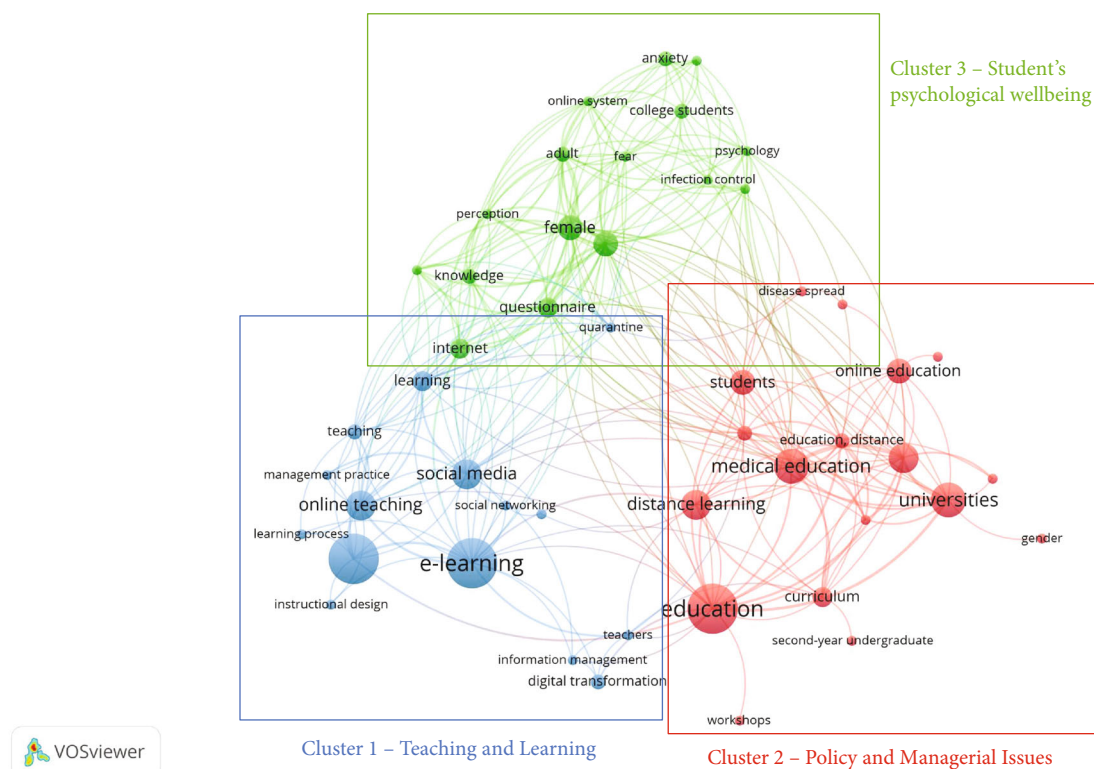 anxiety
Cluster 3 – Student's
psychological wellbeing
online system
college students
adult
fear
psychology
infection control
perception
female
knowledge
disease spread
questionnaire
quarantine
internet
learning
students
online education
teaching
education, distance
management practice
social media
medical education
online teaching
social networking
distance learning
universities
learning process
gender
e-learning
instructional design
education
curriculum
teachers
second-year undergraduate
information management
digital transformation
workshops
VOSviewer
Cluster 1 – Teaching and Learning
Cluster 2 – Policy and Managerial Issues